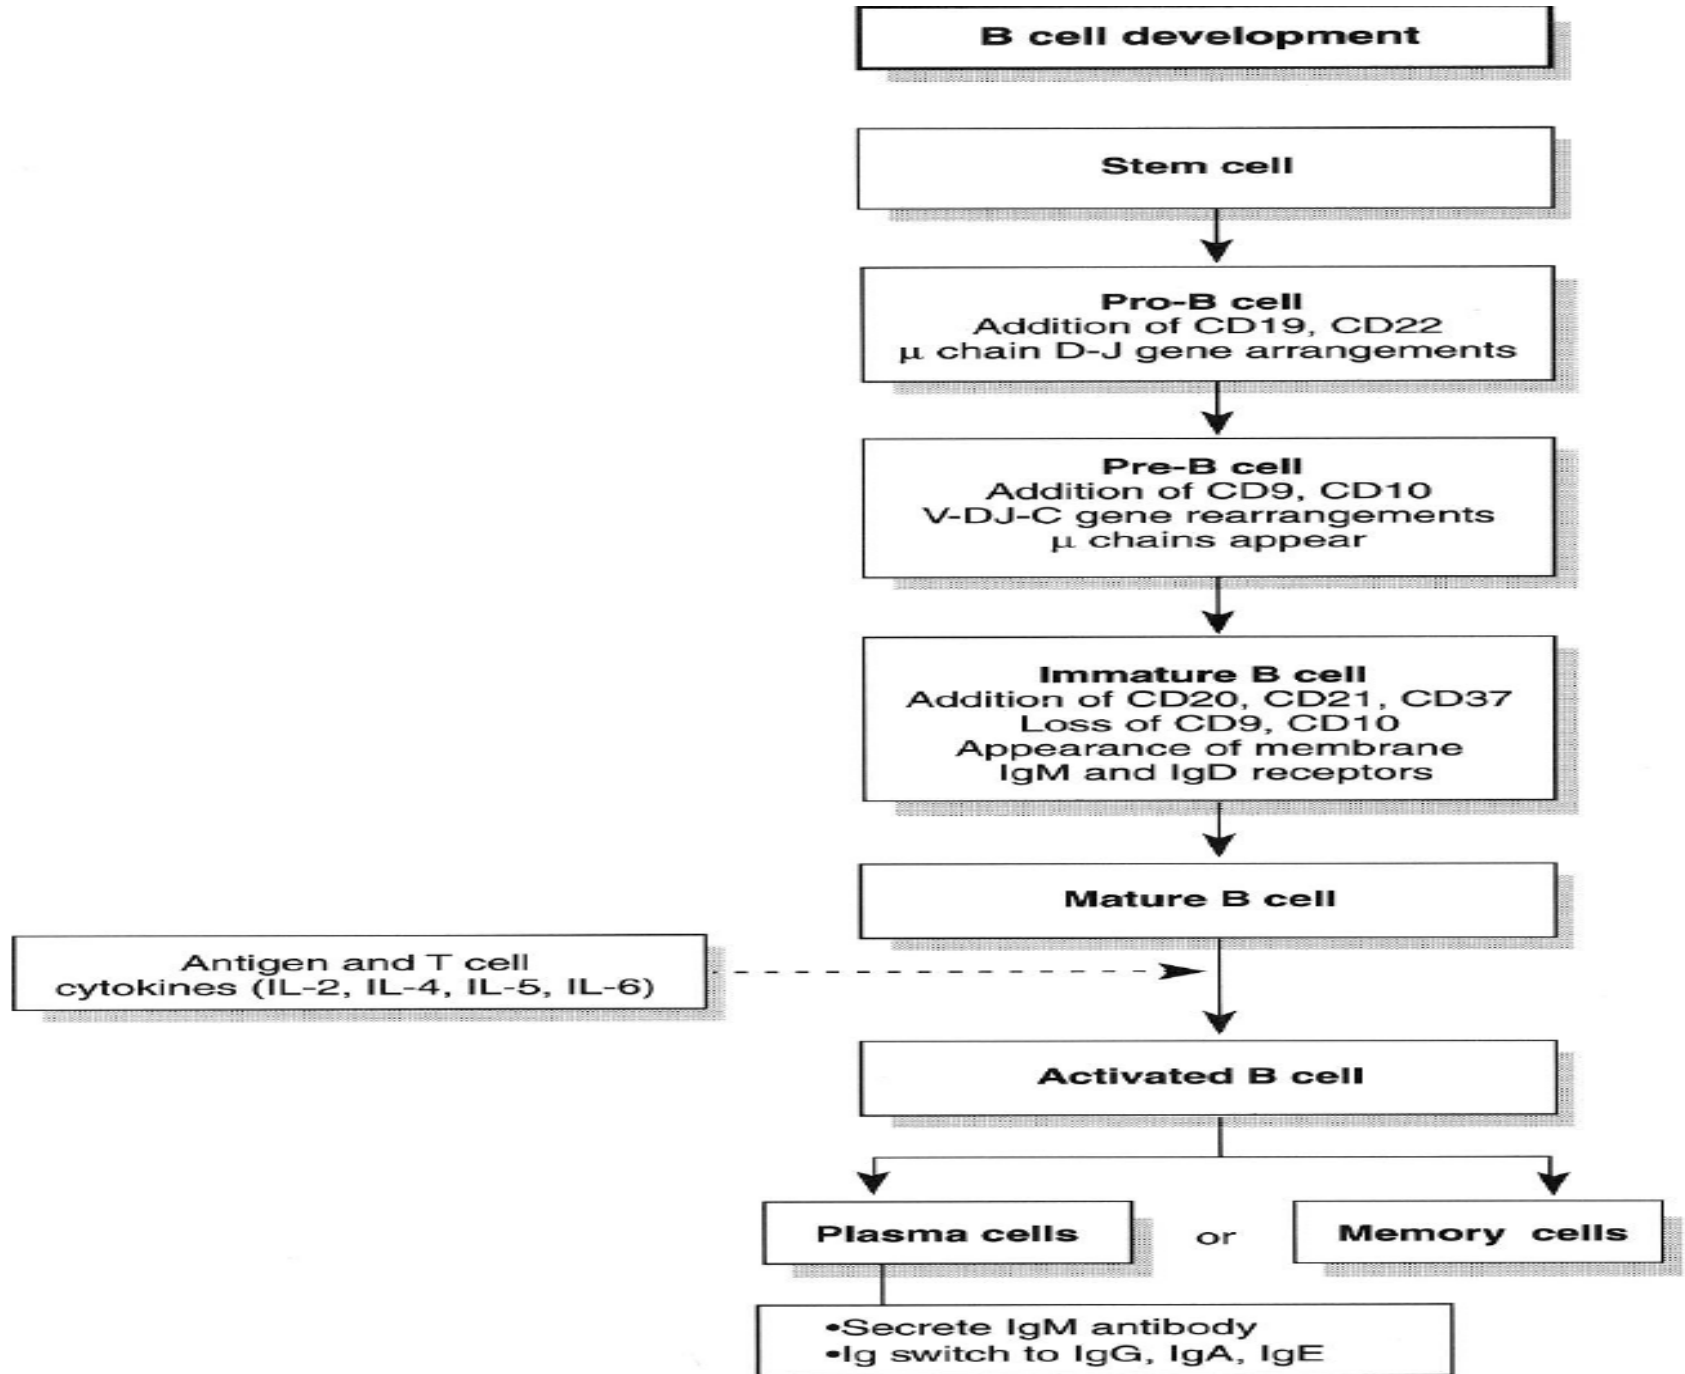 B cell development
Stem cell
Pro-B cell
Addition of CD19, CD22
µ chain D-J gene arrangements
Pre-B cell
Addition of CD9, CD10
V-DJ-C gene rearrangements
µ chains appear
Immature B cell
Addition of CD20, CD21, CD37
Loss of CD9, CD10
Appearance of membrane
IgM and IgD receptors
Mature B cell
Antigen and T cell
cytokines (IL-2, IL-4, IL-5, IL-6)
Activated B cell
Plasma cells or Memory cells
•Secrete IgM antibody
•Ig switch to IgG, IgA, IgE